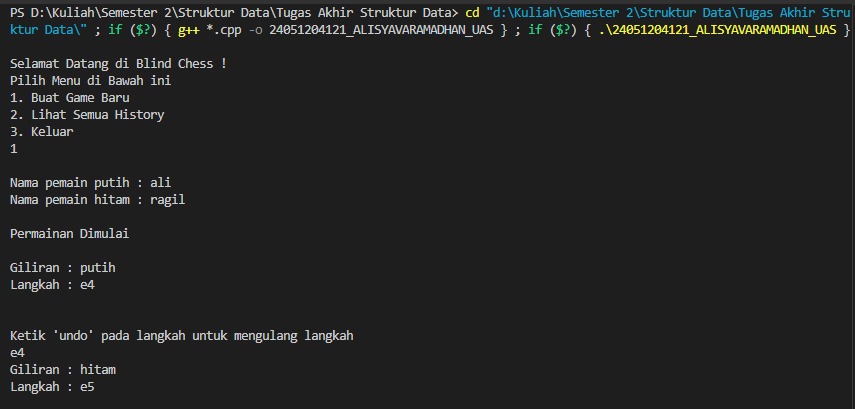 PS D:\Kuliah\Semester 2\Struktur Data\Tugas Akhir Struktur Data> cd "d:\Kuliah\Semester 2\Struktur Data\Tugas Akhir Stru
ktur Data\" ; if ($?) { g++ *.cpp -o 24051204121_ALISYAVARAMADHAN_UAS } ; if ($?) { .\24051204121_ALISYAVARAMADHAN_UAS }
Selamat Datang di Blind Chess !
Pilih Menu di Bawah ini
1. Buat Game Baru
2. Lihat Semua History
3. Keluar
1
Nama pemain putih : ali
Nama pemain hitam : ragil
Permainan Dimulai
Giliran : putih
Langkah : e4
Ketik 'undo' pada langkah untuk mengulang langkah
e4
Giliran : hitam
Langkah : e5